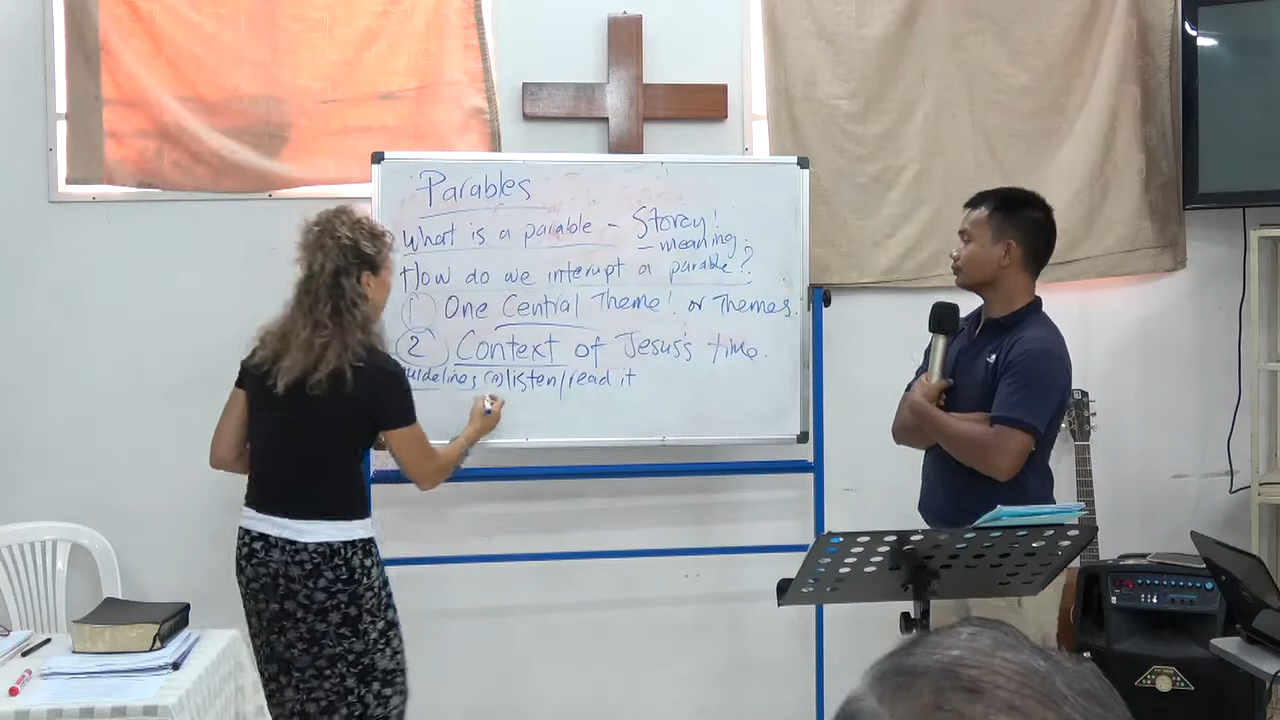 Parables
What is a parable - Storey!
- meaning.
How do we interupt a parable?
1 One Central Theme! or Themes.
2 Context of Jesus's time.
Guidelines (A) listen/read it